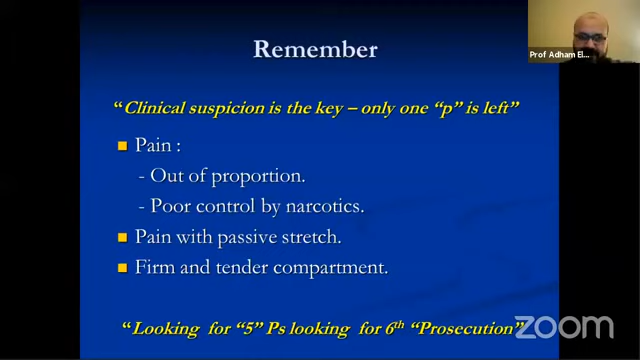 Prof Adham El...
Remember
“Clinical suspicion is the key – only one “p” is left”
Pain :
- Out of proportion.
- Poor control by narcotics.
Pain with passive stretch.
Firm and tender compartment.
“Looking for “5” Ps looking for 6th “Prosecution”
zoom